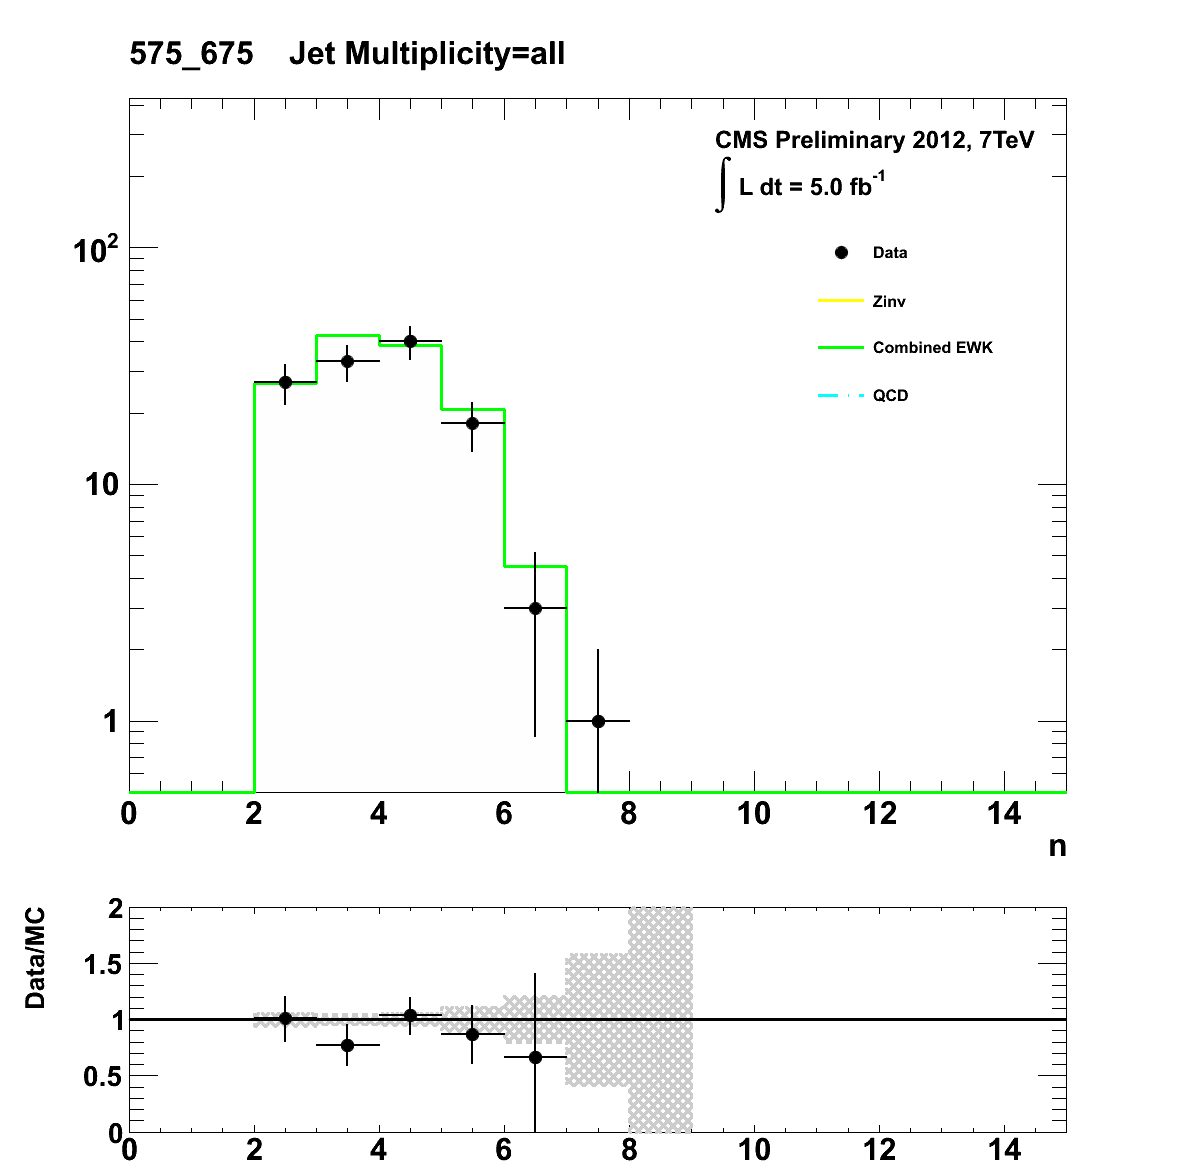 575_675 Jet Multiplicity=all
CMS Preliminary 2012, 7TeV
∫ L dt = 5.0 fb⁻¹
Data
Zinv
Combined EWK
QCD
10²
10
1
0 2 4 6 8 10 12 14
n
Data/MC
2
1.5
1
0.5
0
0 2 4 6 8 10 12 14